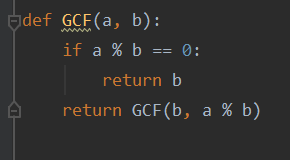 def GCF(a, b):
    if a % b == 0:
        return b
    return GCF(b, a % b)